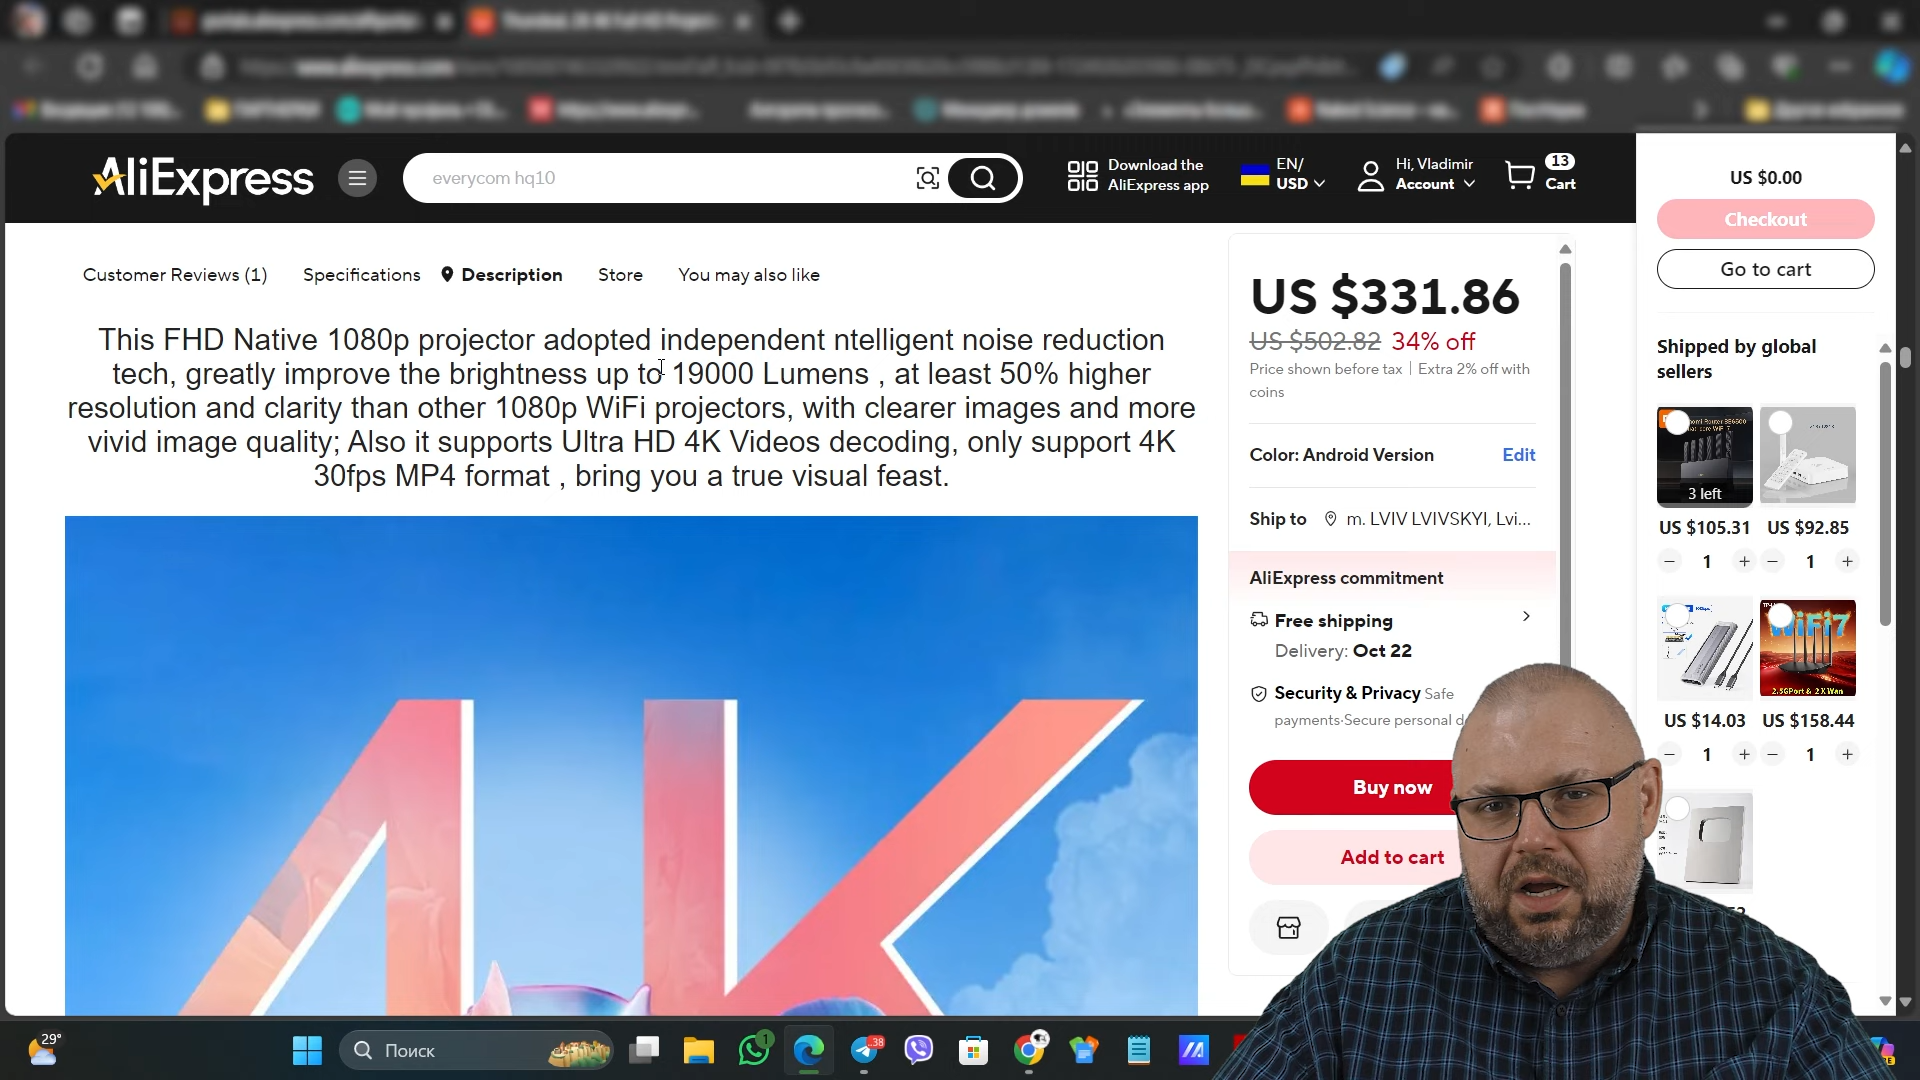 AliExpress
everycom hq10
Download the
AliExpress app
EN/
USD
Hi, Vladimir
Account
13
Cart
Customer Reviews (1)
Specifications
Description
Store
You may also like
This FHD Native 1080p projector adopted independent ntelligent noise reduction
tech, greatly improve the brightness up to 19000 Lumens , at least 50% higher
resolution and clarity than other 1080p WiFi projectors, with clearer images and more
vivid image quality; Also it supports Ultra HD 4K Videos decoding, only support 4K
30fps MP4 format , bring you a true visual feast.
4K
US $331.86
US $502.82 34% off
Price shown before tax | Extra 2% off with
coins
Color: Android Version
Edit
Ship to
m. LVIV LVIVSKYI, Lvi...
AliExpress commitment
Free shipping
Delivery: Oct 22
Security & Privacy Safe
payments·Secure personal d
Buy now
Add to cart
US $0.00
Checkout
Go to cart
Shipped by global
sellers
3 left
US $105.31
US $92.85
1
1
WiFi7
2.5GPort & 2 X Wan
US $14.03
US $158.44
1
1
29°
Поиск
1
..38